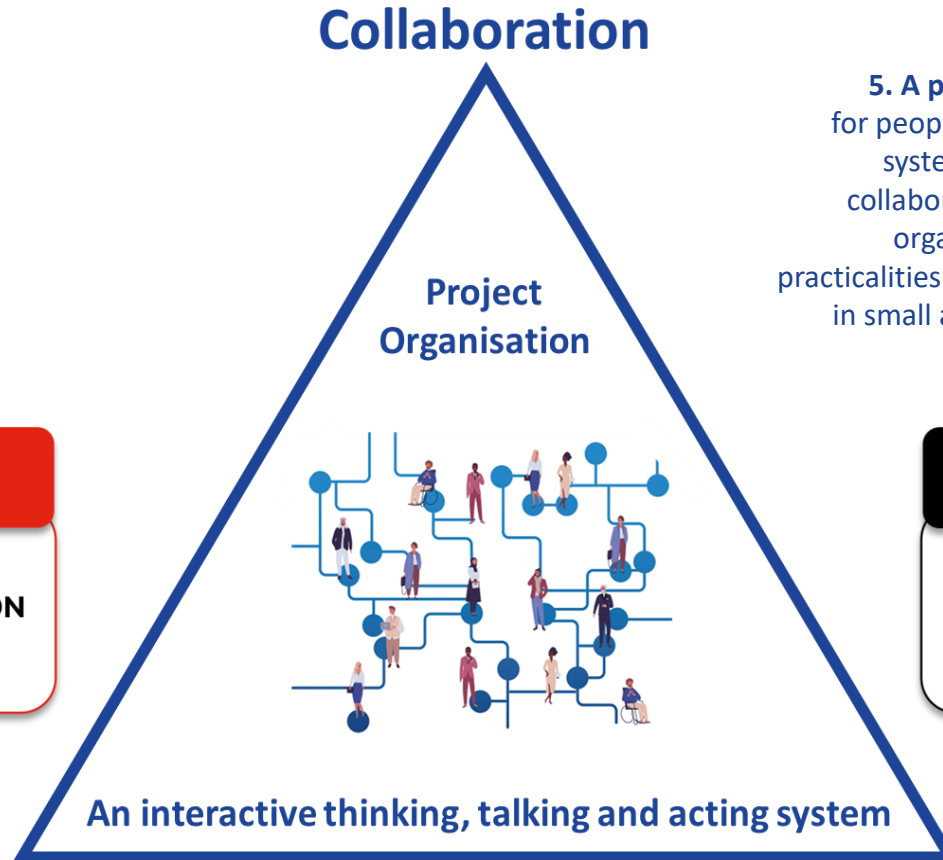 Collaboration
5. A p
for peop
syste
collabor
orga
practicalities
in small a
Project
Organisation
ON
An interactive thinking, talking and acting system